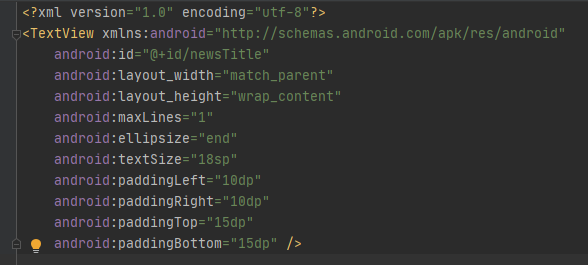 <?xml version="1.0" encoding="utf-8"?>
<TextView xmlns:android="http://schemas.android.com/apk/res/android"
    android:id="@+id/newsTitle"
    android:layout_width="match_parent"
    android:layout_height="wrap_content"
    android:maxLines="1"
    android:ellipsize="end"
    android:textSize="18sp"
    android:paddingLeft="10dp"
    android:paddingRight="10dp"
    android:paddingTop="15dp"
    android:paddingBottom="15dp" />